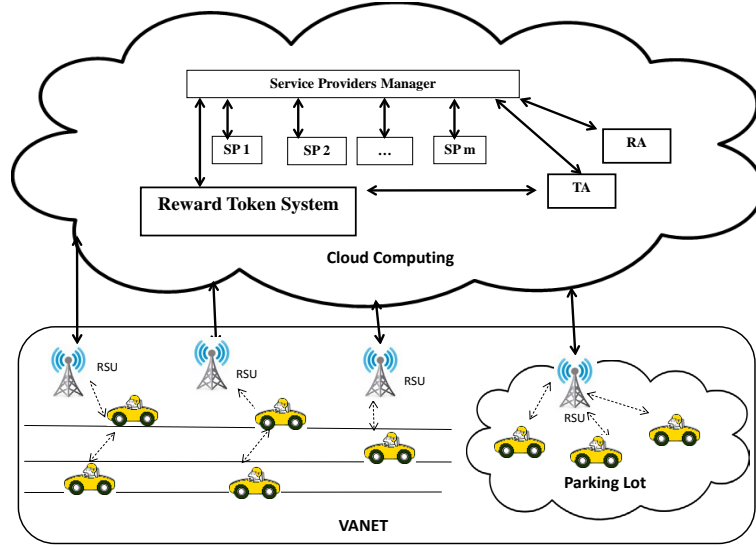 Service Providers Manager
SP 1
SP 2
...
SP m
RA
TA
Reward Token System
Cloud Computing
RSU
RSU
RSU
RSU
Parking Lot
VANET